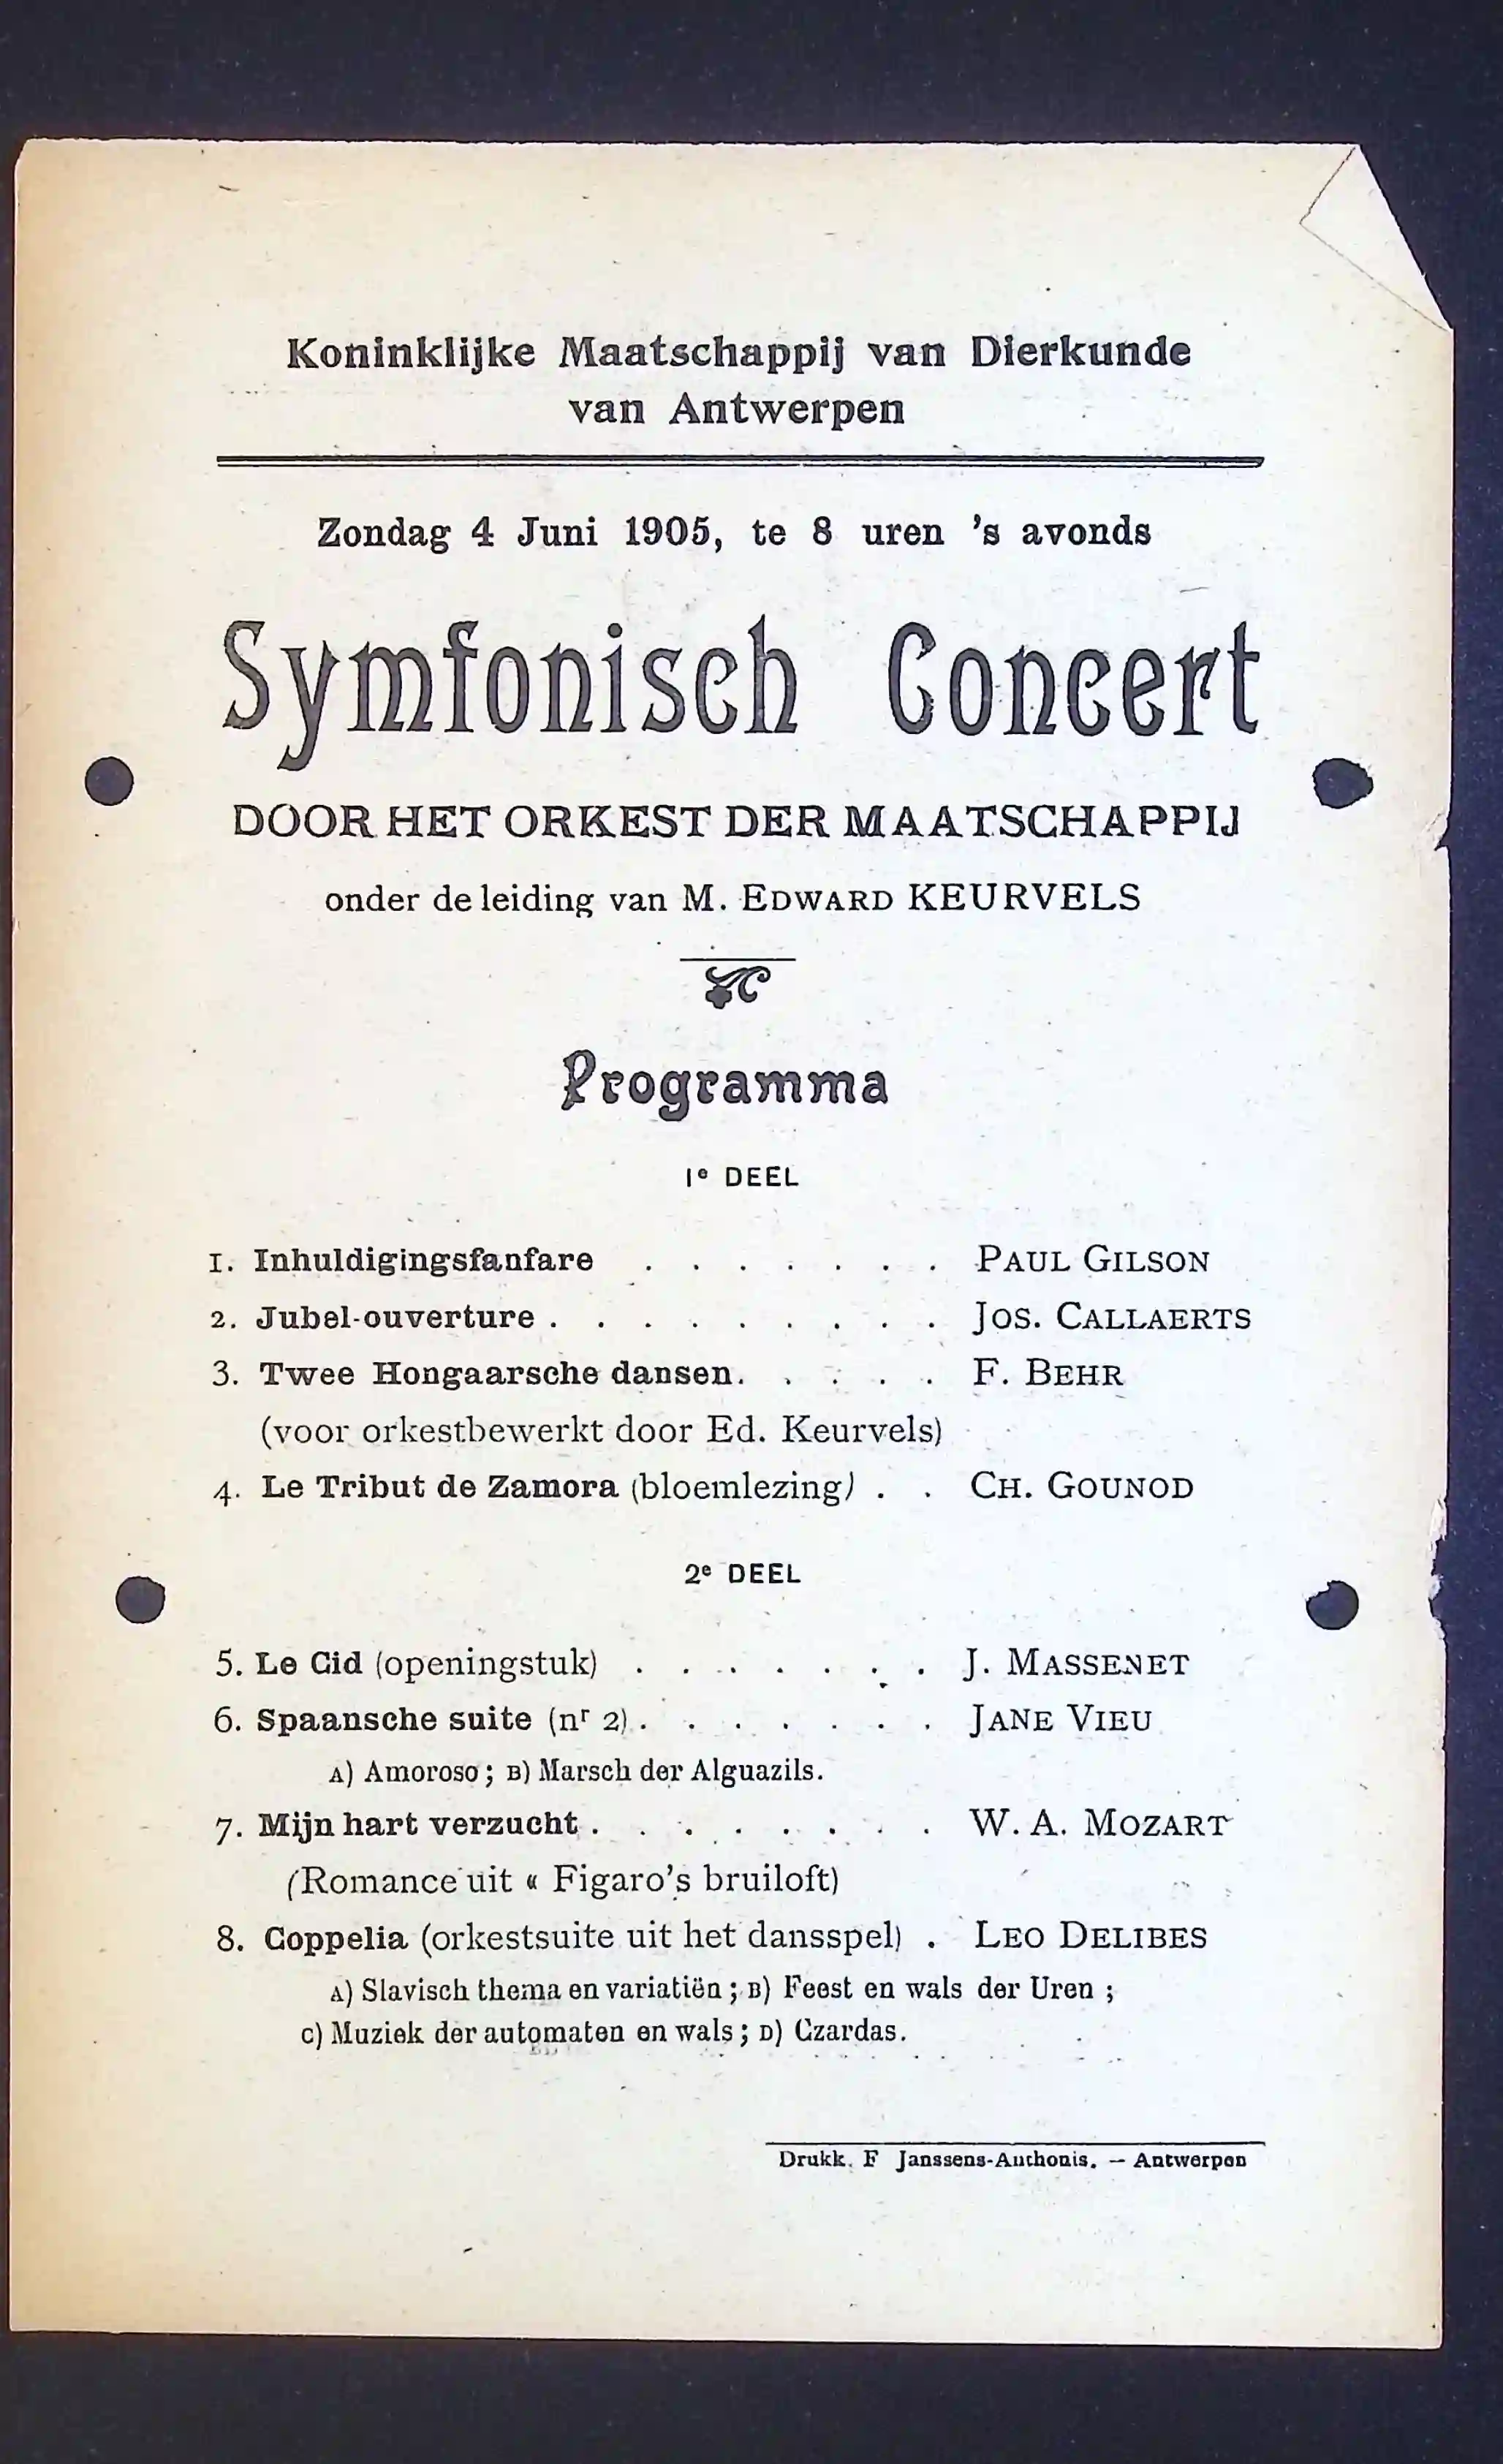 Koninklijke Maatschappij van Dierkunde
van Antwerpen
Zondag 4 Juni 1905, te 8 uren 's avonds
Symfonisch Concert
DOOR HET ORKEST DER MAATSCHAPPIJ
onder de leiding van M. EDWARD KEURVELS
Programma
1e DEEL
1. Inhuldigingsfanfare . . . . . . . PAUL GILSON
2. Jubel-ouverture . . . . . . . . . JOS. CALLAERTS
3. Twee Hongaarsche dansen. . . . . F. BEHR
(voor orkestbewerkt door Ed. Keurvels)
4. Le Tribut de Zamora (bloemlezing) . . CH. GOUNOD
2e DEEL
5. Le Cid (openingstuk) . . . . . . . J. MASSENET
6. Spaansche suite (nr 2) . . . . . . . JANE VIEU
A) Amoroso ; B) Marsch der Alguazils.
7. Mijn hart verzucht . . . . . . . . W. A. MOZART
(Romance uit « Figaro's bruiloft)
8. Coppelia (orkestsuite uit het dansspel) . LEO DELIBES
A) Slavisch thema en variatiën ; B) Feest en wals der Uren ;
C) Muziek der automaten en wals ; D) Czardas.
Drukk. F Janssens-Anthonis. — Antwerpen